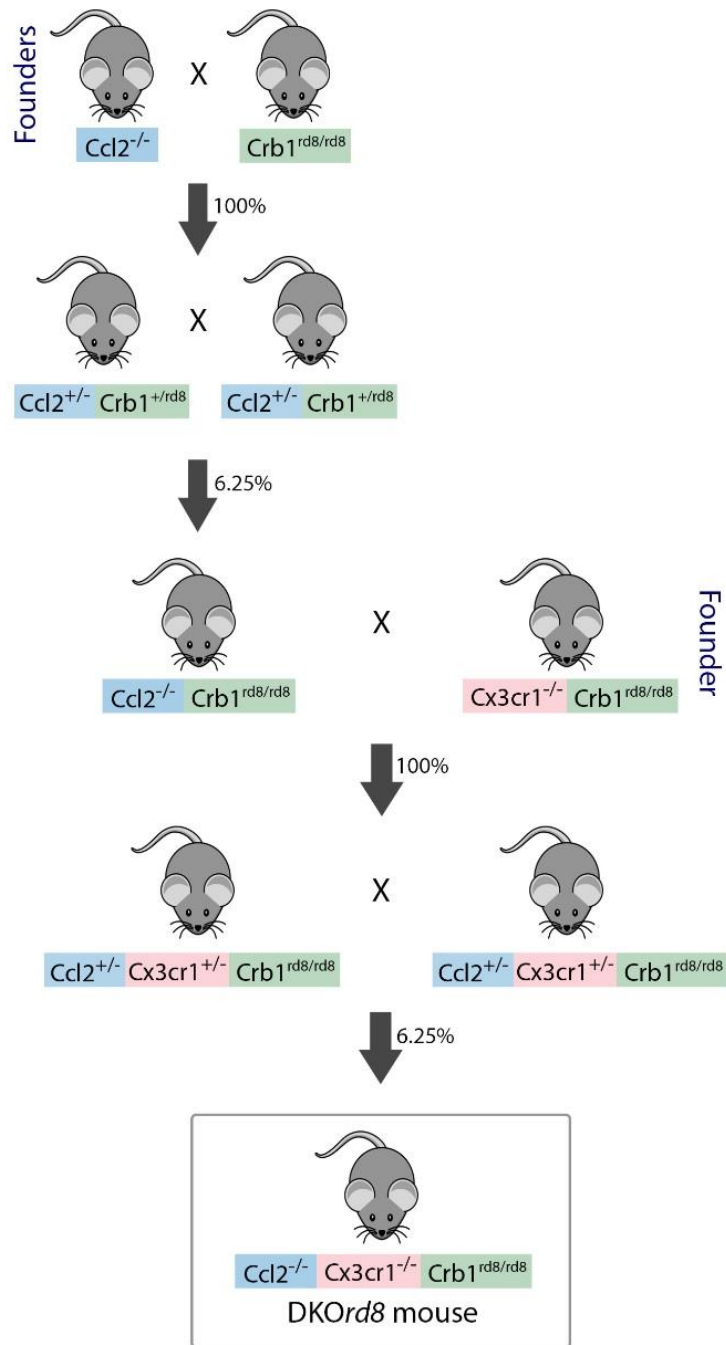 Founders
X
Ccl2⁻/⁻ Crb1ʳᵈ⁸/ʳᵈ⁸
100%
X
Ccl2⁺/⁻ Crb1⁺/ʳᵈ⁸ Ccl2⁺/⁻ Crb1⁺/ʳᵈ⁸
6.25%
X
Founder
Ccl2⁻/⁻ Crb1ʳᵈ⁸/ʳᵈ⁸ Cx3cr1⁻/⁻ Crb1ʳᵈ⁸/ʳᵈ⁸
100%
X
Ccl2⁺/⁻ Cx3cr1⁺/⁻ Crb1ʳᵈ⁸/ʳᵈ⁸ Ccl2⁺/⁻ Cx3cr1⁺/⁻ Crb1ʳᵈ⁸/ʳᵈ⁸
6.25%
Ccl2⁻/⁻ Cx3cr1⁻/⁻ Crb1ʳᵈ⁸/ʳᵈ⁸
DKOrd8 mouse